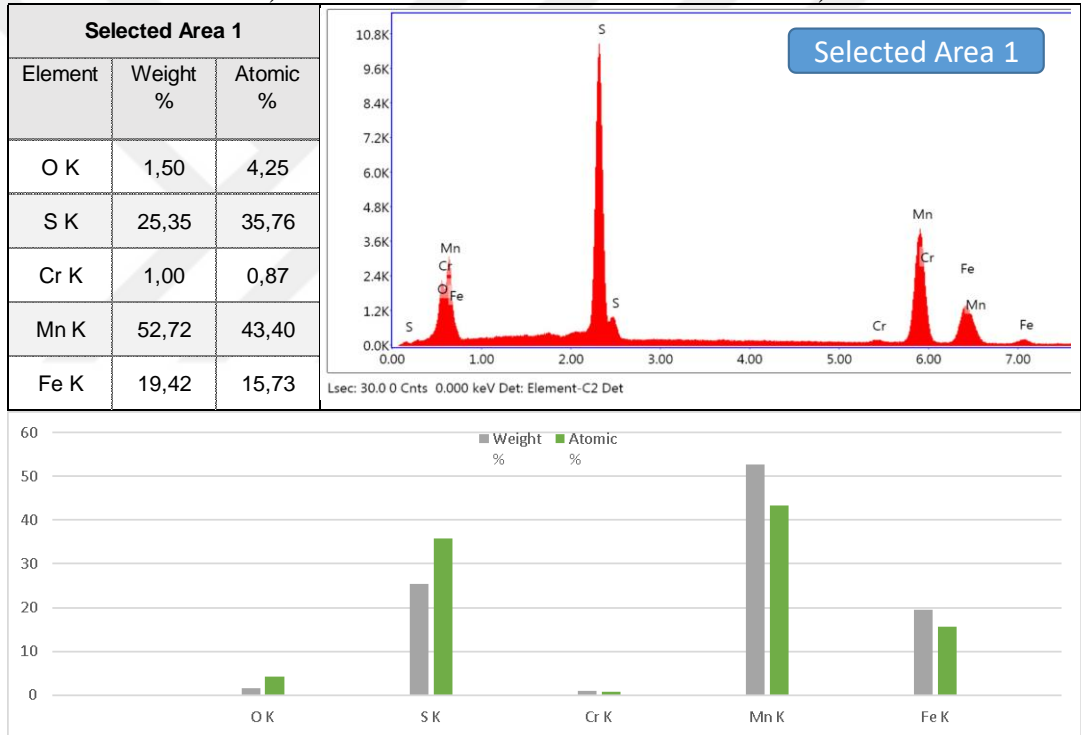 Selected Area 1
Element Weight % Atomic %
O K 1,50 4,25
S K 25,35 35,76
Cr K 1,00 0,87
Mn K 52,72 43,40
Fe K 19,42 15,73
Selected Area 1
10.8K
9.6K
8.4K
7.2K
6.0K
4.8K
3.6K
2.4K
1.2K
0.0K
S
Mn
Cr
O Fe
S
S
Cr
Mn
Cr
Fe
Mn
Fe
0.00 1.00 2.00 3.00 4.00 5.00 6.00 7.00
Lsec: 30.0 0 Cnts 0.000 keV Det: Element-C2 Det
Weight % Atomic %
60
50
40
30
20
10
0
O K S K Cr K Mn K Fe K